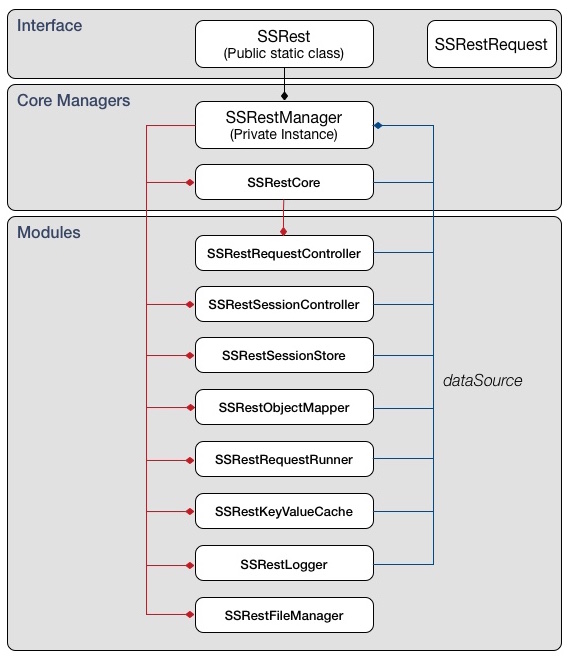 Interface
SSRest
(Public static class)
SSRestRequest
Core Managers
SSRestManager
(Private Instance)
SSRestCore
Modules
SSRestRequestController
SSRestSessionController
SSRestSessionStore
dataSource
SSRestObjectMapper
SSRestRequestRunner
SSRestKeyValueCache
SSRestLogger
SSRestFileManager